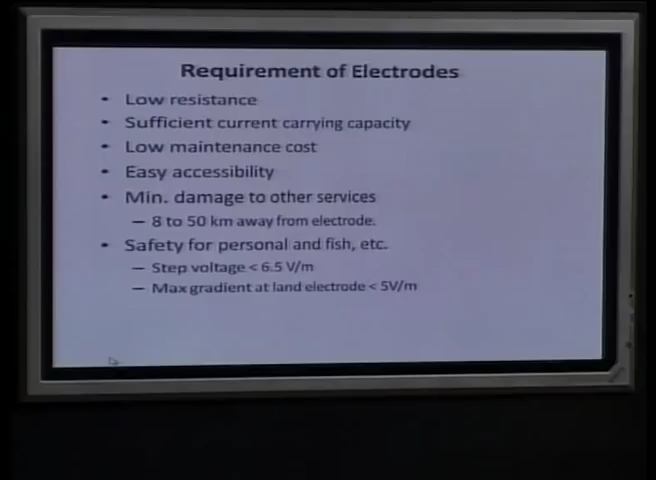 Requirement of Electrodes
• Low resistance
• Sufficient current carrying capacity
• Low maintenance cost
• Easy accessibility
• Min. damage to other services
– 8 to 50 km away from electrode.
• Safety for personal and fish, etc.
– Step voltage < 6.5 V/m
– Max gradient at land electrode < 5V/m